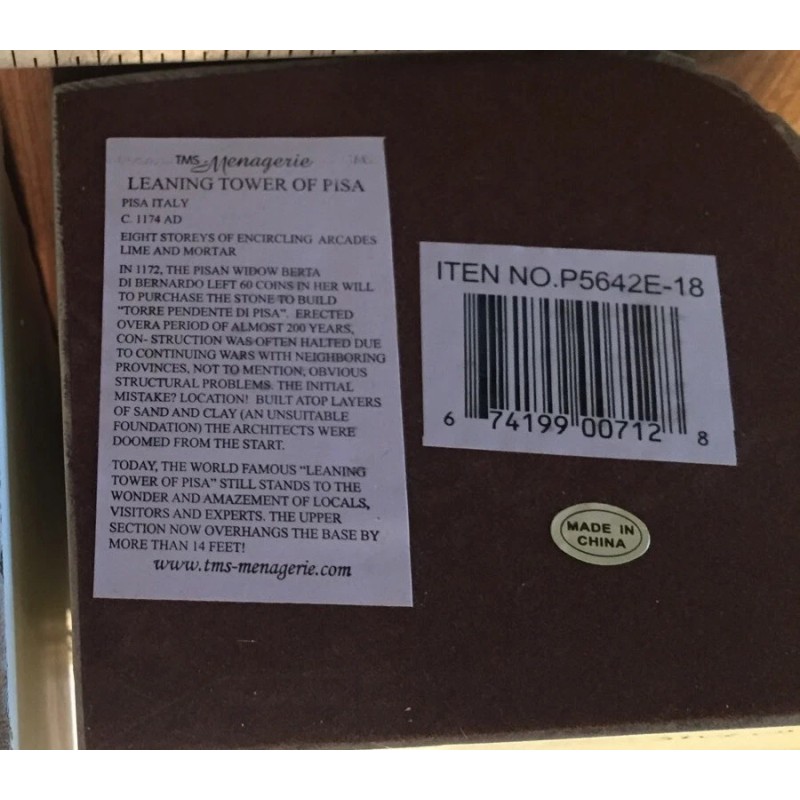 TMS Menagerie
LEANING TOWER OF PISA
PISA ITALY
C. 1174 AD
EIGHT STOREYS OF ENCIRCLING ARCADES
LIME AND MORTAR
IN 1172, THE PISAN WIDOW BERTA
DI BERNARDO LEFT 60 COINS IN HER WILL
TO PURCHASE THE STONE TO BUILD
"TORRE PENDENTE DI PISA". ERECTED
OVERA PERIOD OF ALMOST 200 YEARS,
CON- STRUCTION WAS OFTEN HALTED DUE
TO CONTINUING WARS WITH NEIGHBORING
PROVINCES, NOT TO MENTION, OBVIOUS
STRUCTURAL PROBLEMS. THE INITIAL
MISTAKE? LOCATION! BUILT ATOP LAYERS
OF SAND AND CLAY (AN UNSUITABLE
FOUNDATION) THE ARCHITECTS WERE
DOOMED FROM THE START.
TODAY, THE WORLD FAMOUS "LEANING
TOWER OF PISA" STILL STANDS TO THE
WONDER AND AMAZEMENT OF LOCALS,
VISITORS AND EXPERTS. THE UPPER
SECTION NOW OVERHANGS THE BASE BY
MORE THAN 14 FEET!
www.tms-menagerie.com
ITEN NO.P5642E-18
6 74199 00712 8
MADE IN
CHINA